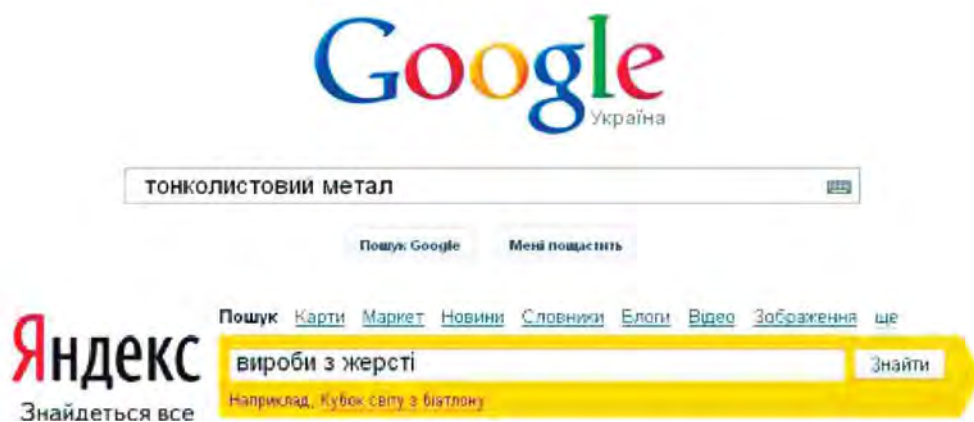 Google
Україна
тонколистовий метал
Пошук Google Мені пощастить
Пошук Карти Маркет Новини Словники Блоги Відео Зображення ще
Яндекс
вироби з жерсті Знайти
Наприклад, Кубок світу з біатлону
Знайдеться все